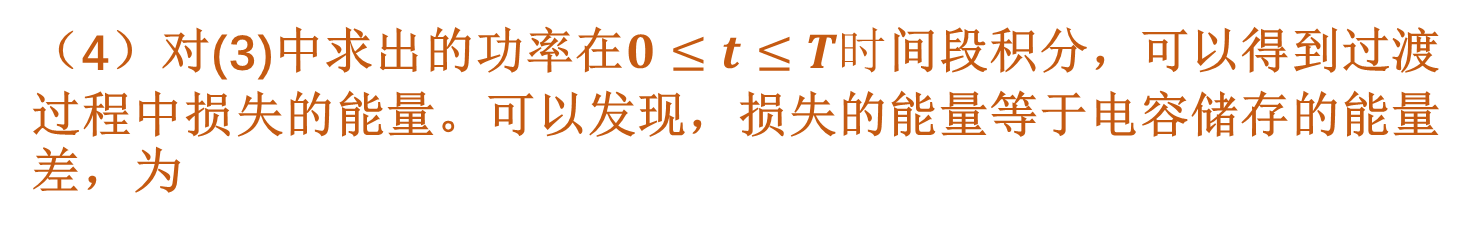 （4）对(3)中求出的功率在0 ≤ t ≤ T时间段积分，可以得到过渡
过程中损失的能量。可以发现，损失的能量等于电容储存的能量
差，为